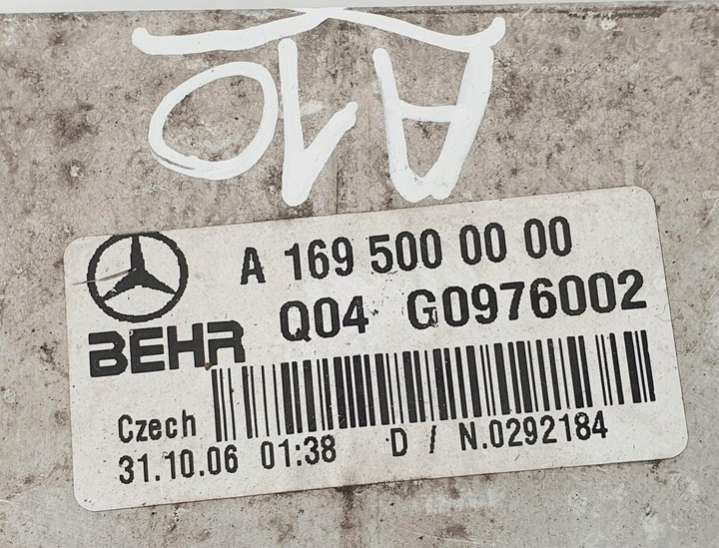 A10
A 169 500 00 00
Q04 G0976002
BEHR
Czech
31.10.06 01:38 D / N.0292184